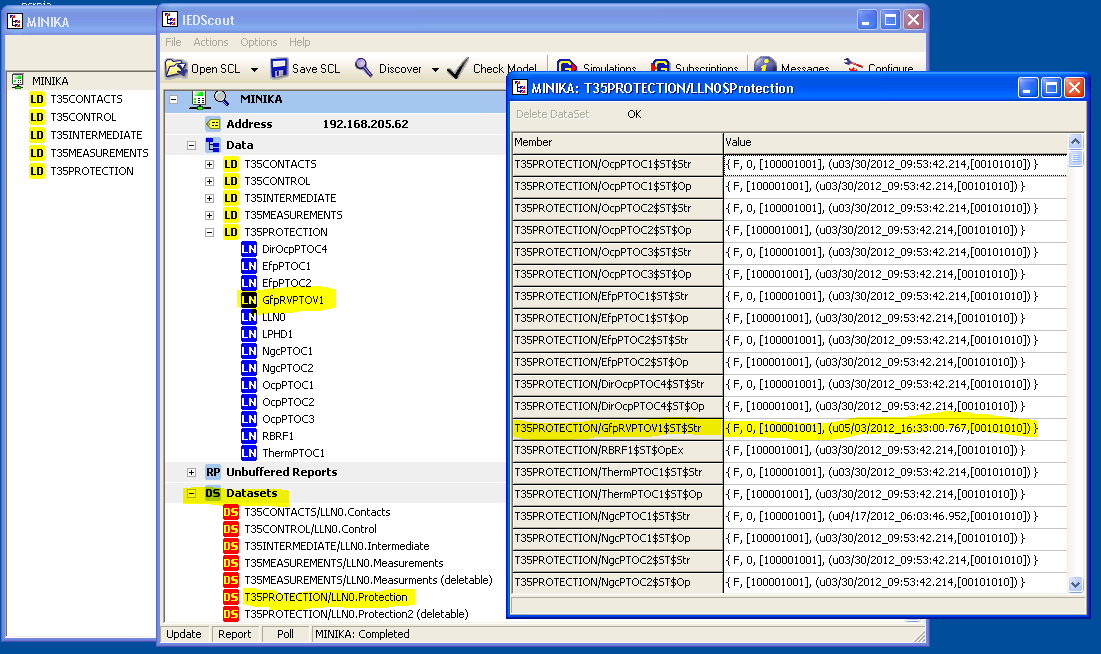 MINIKA
MINIKA
LD T35CONTACTS
LD T35CONTROL
LD T35INTERMEDIATE
LD T35MEASUREMENTS
LD T35PROTECTION
IEDScout
File Actions Options Help
Open SCL Save SCL Discover Check Model Simulations Subscriptions Messages Configure
MINIKA
Address 192.168.205.62
Data
LD T35CONTACTS
LD T35CONTROL
LD T35INTERMEDIATE
LD T35MEASUREMENTS
LD T35PROTECTION
LN DirOcpPTOC4
LN EfpPTOC1
LN EfpPTOC2
LN GfpRVPTOV1
LN LLN0
LN LPHD1
LN NgcPTOC1
LN NgcPTOC2
LN OcpPTOC1
LN OcpPTOC2
LN OcpPTOC3
LN RBRF1
LN ThermPTOC1
RP Unbuffered Reports
DS Datasets
DS T35CONTACTS/LLN0.Contacts
DS T35CONTROL/LLN0.Control
DS T35INTERMEDIATE/LLN0.Intermediate
DS T35MEASUREMENTS/LLN0.Measurements
DS T35MEASUREMENTS/LLN0.Measurments (deletable)
DS T35PROTECTION/LLN0.Protection
DS T35PROTECTION/LLN0.Protection2 (deletable)
Update Report Poll MINIKA: Completed
MINIKA: T35PROTECTION/LLN0$Protection
Delete DataSet OK
Member Value
T35PROTECTION/OcpPTOC1$ST$Str { F, 0, [100001001], (u03/30/2012_09:53:42.214,[00101010]) }
T35PROTECTION/OcpPTOC1$ST$Op { F, [100001001], (u03/30/2012_09:53:42.214,[00101010]) }
T35PROTECTION/OcpPTOC2$ST$Str { F, 0, [100001001], (u03/30/2012_09:53:42.214,[00101010]) }
T35PROTECTION/OcpPTOC2$ST$Op { F, [100001001], (u03/30/2012_09:53:42.214,[00101010]) }
T35PROTECTION/OcpPTOC3$ST$Str { F, 0, [100001001], (u03/30/2012_09:53:42.214,[00101010]) }
T35PROTECTION/OcpPTOC3$ST$Op { F, [100001001], (u03/30/2012_09:53:42.214,[00101010]) }
T35PROTECTION/EfpPTOC1$ST$Str { F, 0, [100001001], (u03/30/2012_09:53:42.214,[00101010]) }
T35PROTECTION/EfpPTOC1$ST$Op { F, [100001001], (u03/30/2012_09:53:42.214,[00101010]) }
T35PROTECTION/EfpPTOC2$ST$Str { F, 0, [100001001], (u03/30/2012_09:53:42.214,[00101010]) }
T35PROTECTION/EfpPTOC2$ST$Op { F, [100001001], (u03/30/2012_09:53:42.214,[00101010]) }
T35PROTECTION/DirOcpPTOC4$ST$Str { F, 0, [100001001], (u03/30/2012_09:53:42.214,[00101010]) }
T35PROTECTION/DirOcpPTOC4$ST$Op { F, [100001001], (u03/30/2012_09:53:42.214,[00101010]) }
T35PROTECTION/GfpRVPTOV1$ST$Str { F, 0, [100001001], (u05/03/2012_16:33:00.767,[00101010]) }
T35PROTECTION/RBRF1$ST$OpEx { F, [100001001], (u03/30/2012_09:53:42.214,[00101010]) }
T35PROTECTION/ThermPTOC1$ST$Str { F, 0, [100001001], (u03/30/2012_09:53:42.214,[00101010]) }
T35PROTECTION/ThermPTOC1$ST$Op { F, [100001001], (u03/30/2012_09:53:42.214,[00101010]) }
T35PROTECTION/NgcPTOC1$ST$Str { F, 0, [100001001], (u04/17/2012_06:03:46.952,[00101010]) }
T35PROTECTION/NgcPTOC1$ST$Op { F, [100001001], (u03/30/2012_09:53:42.214,[00101010]) }
T35PROTECTION/NgcPTOC2$ST$Str { F, 0, [100001001], (u03/30/2012_09:53:42.214,[00101010]) }
T35PROTECTION/NgcPTOC2$ST$Op { F, [100001001], (u03/30/2012_09:53:42.214,[00101010]) }